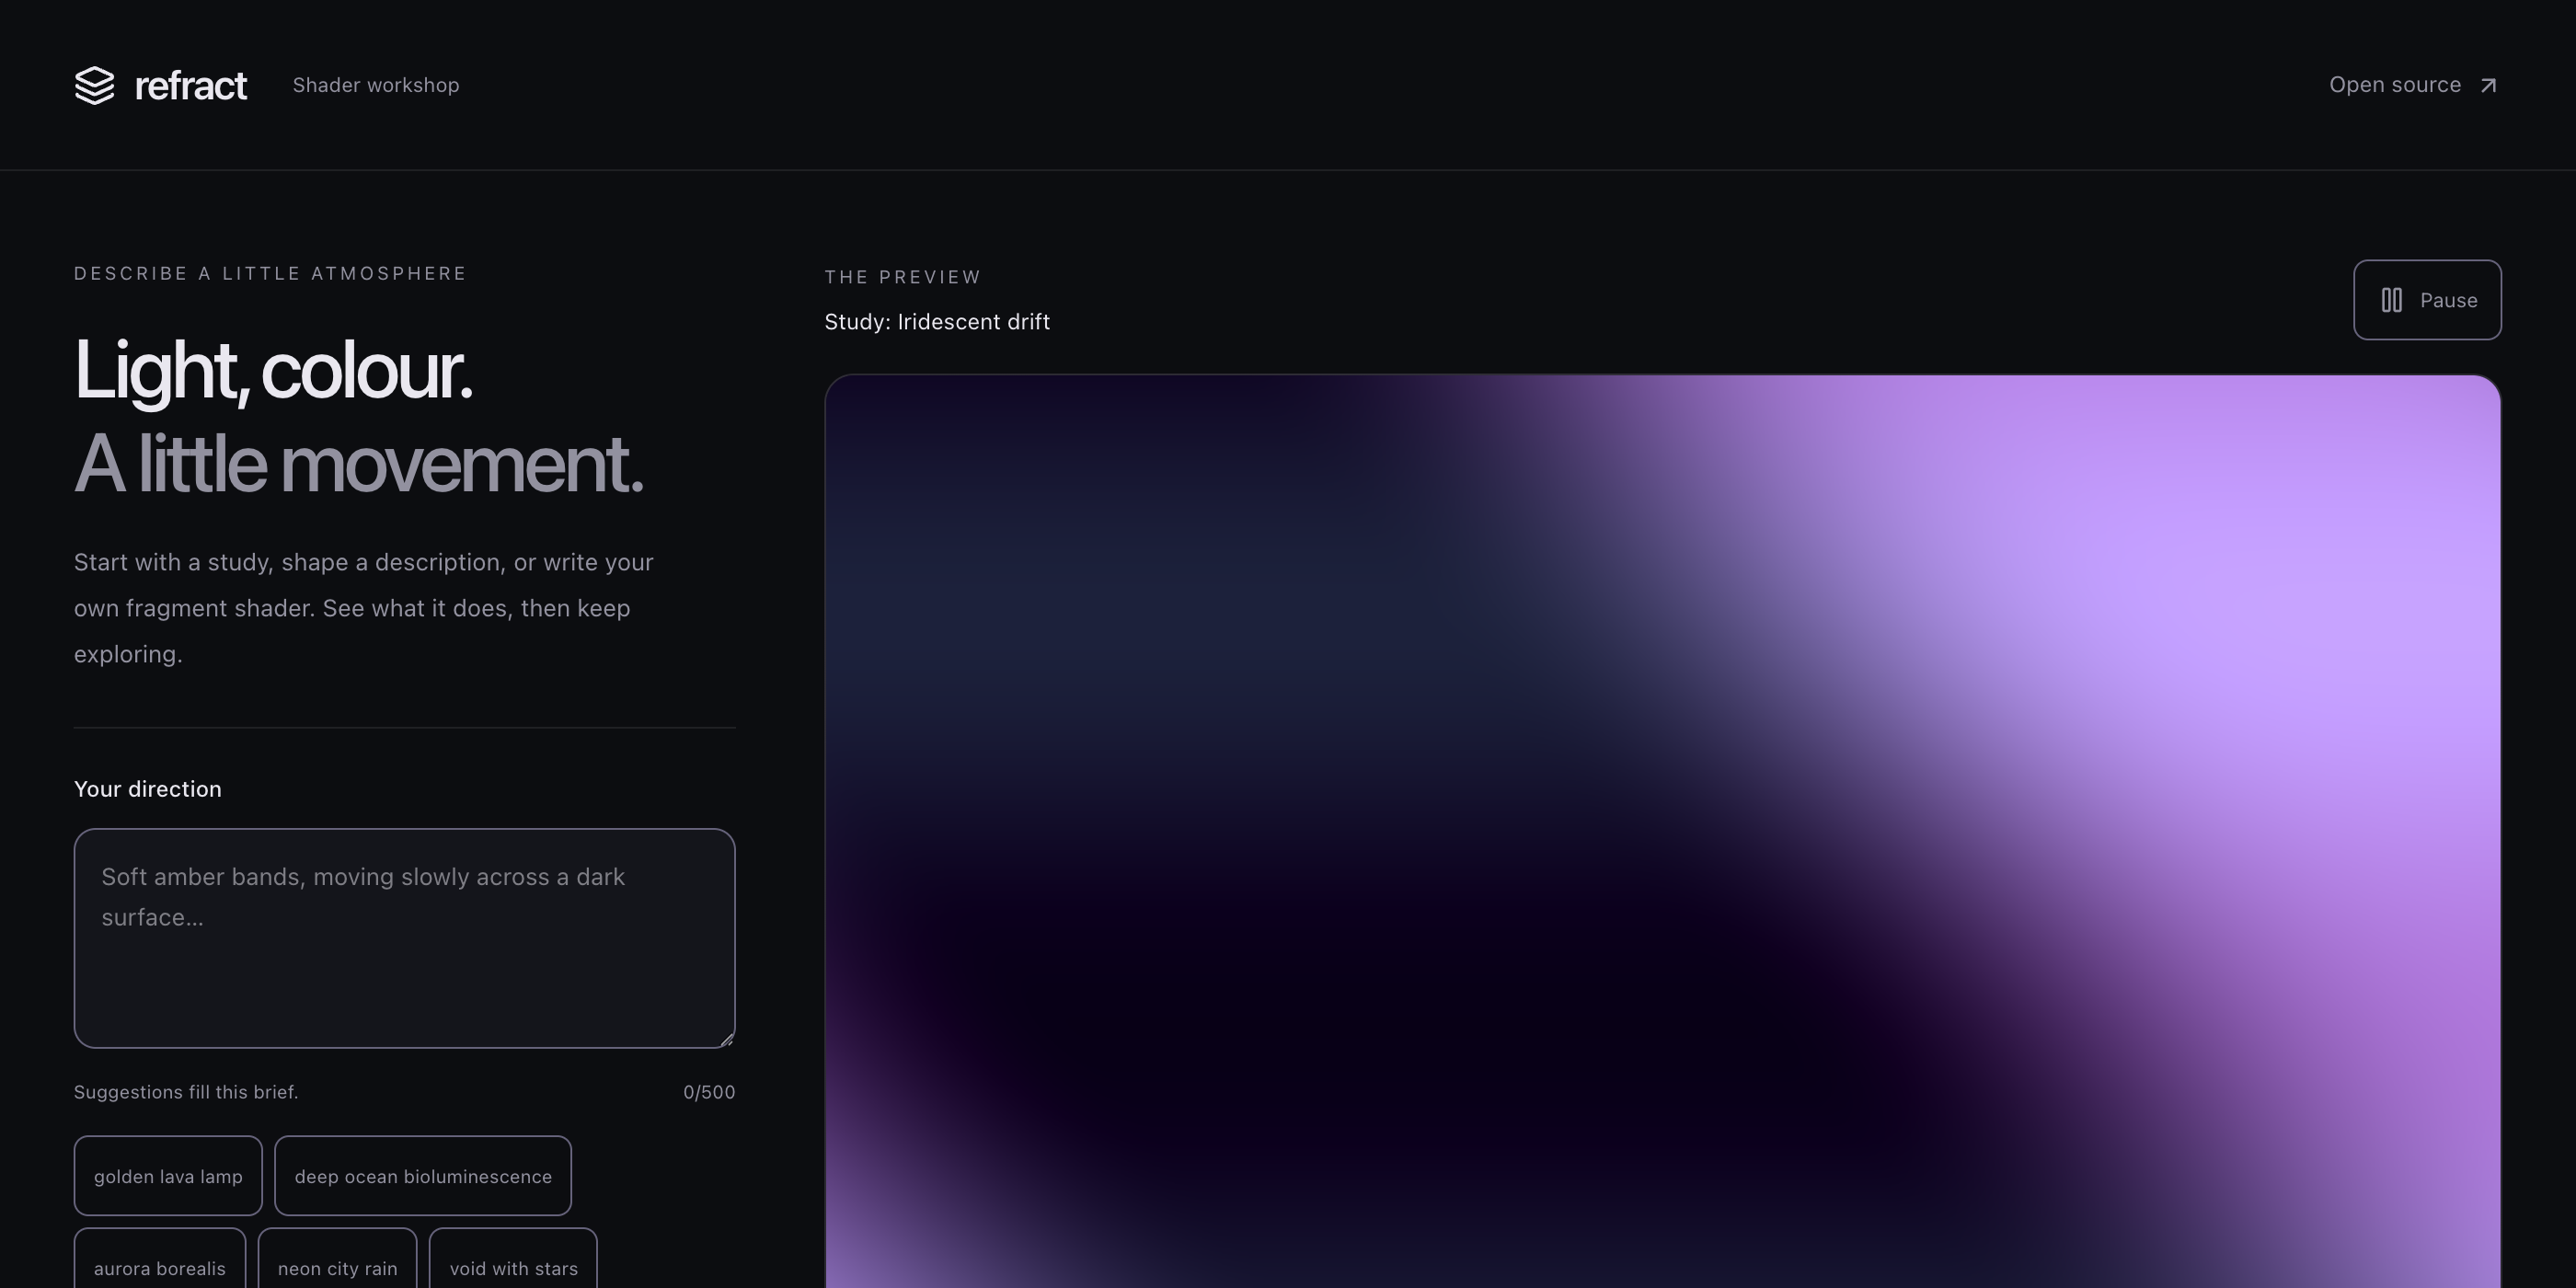 refract
Shader workshop
Open source
DESCRIBE A LITTLE ATMOSPHERE
Light, colour.
A little movement.
Start with a study, shape a description, or write your
own fragment shader. See what it does, then keep
exploring.
Your direction
Soft amber bands, moving slowly across a dark
surface...
Suggestions fill this brief.
0/500
golden lava lamp
deep ocean bioluminescence
aurora borealis
neon city rain
void with stars
THE PREVIEW
Study: Iridescent drift
Pause